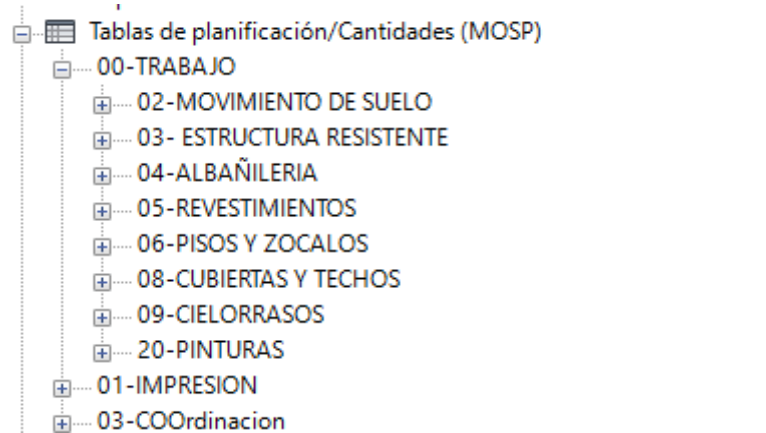 Tablas de planificación/Cantidades (MOSP)
00-TRABAJO
02-MOVIMIENTO DE SUELO
03- ESTRUCTURA RESISTENTE
04-ALBAÑILERIA
05-REVESTIMIENTOS
06-PISOS Y ZOCALOS
08-CUBIERTAS Y TECHOS
09-CIELORRASOS
20-PINTURAS
01-IMPRESION
03-COOrdinacion